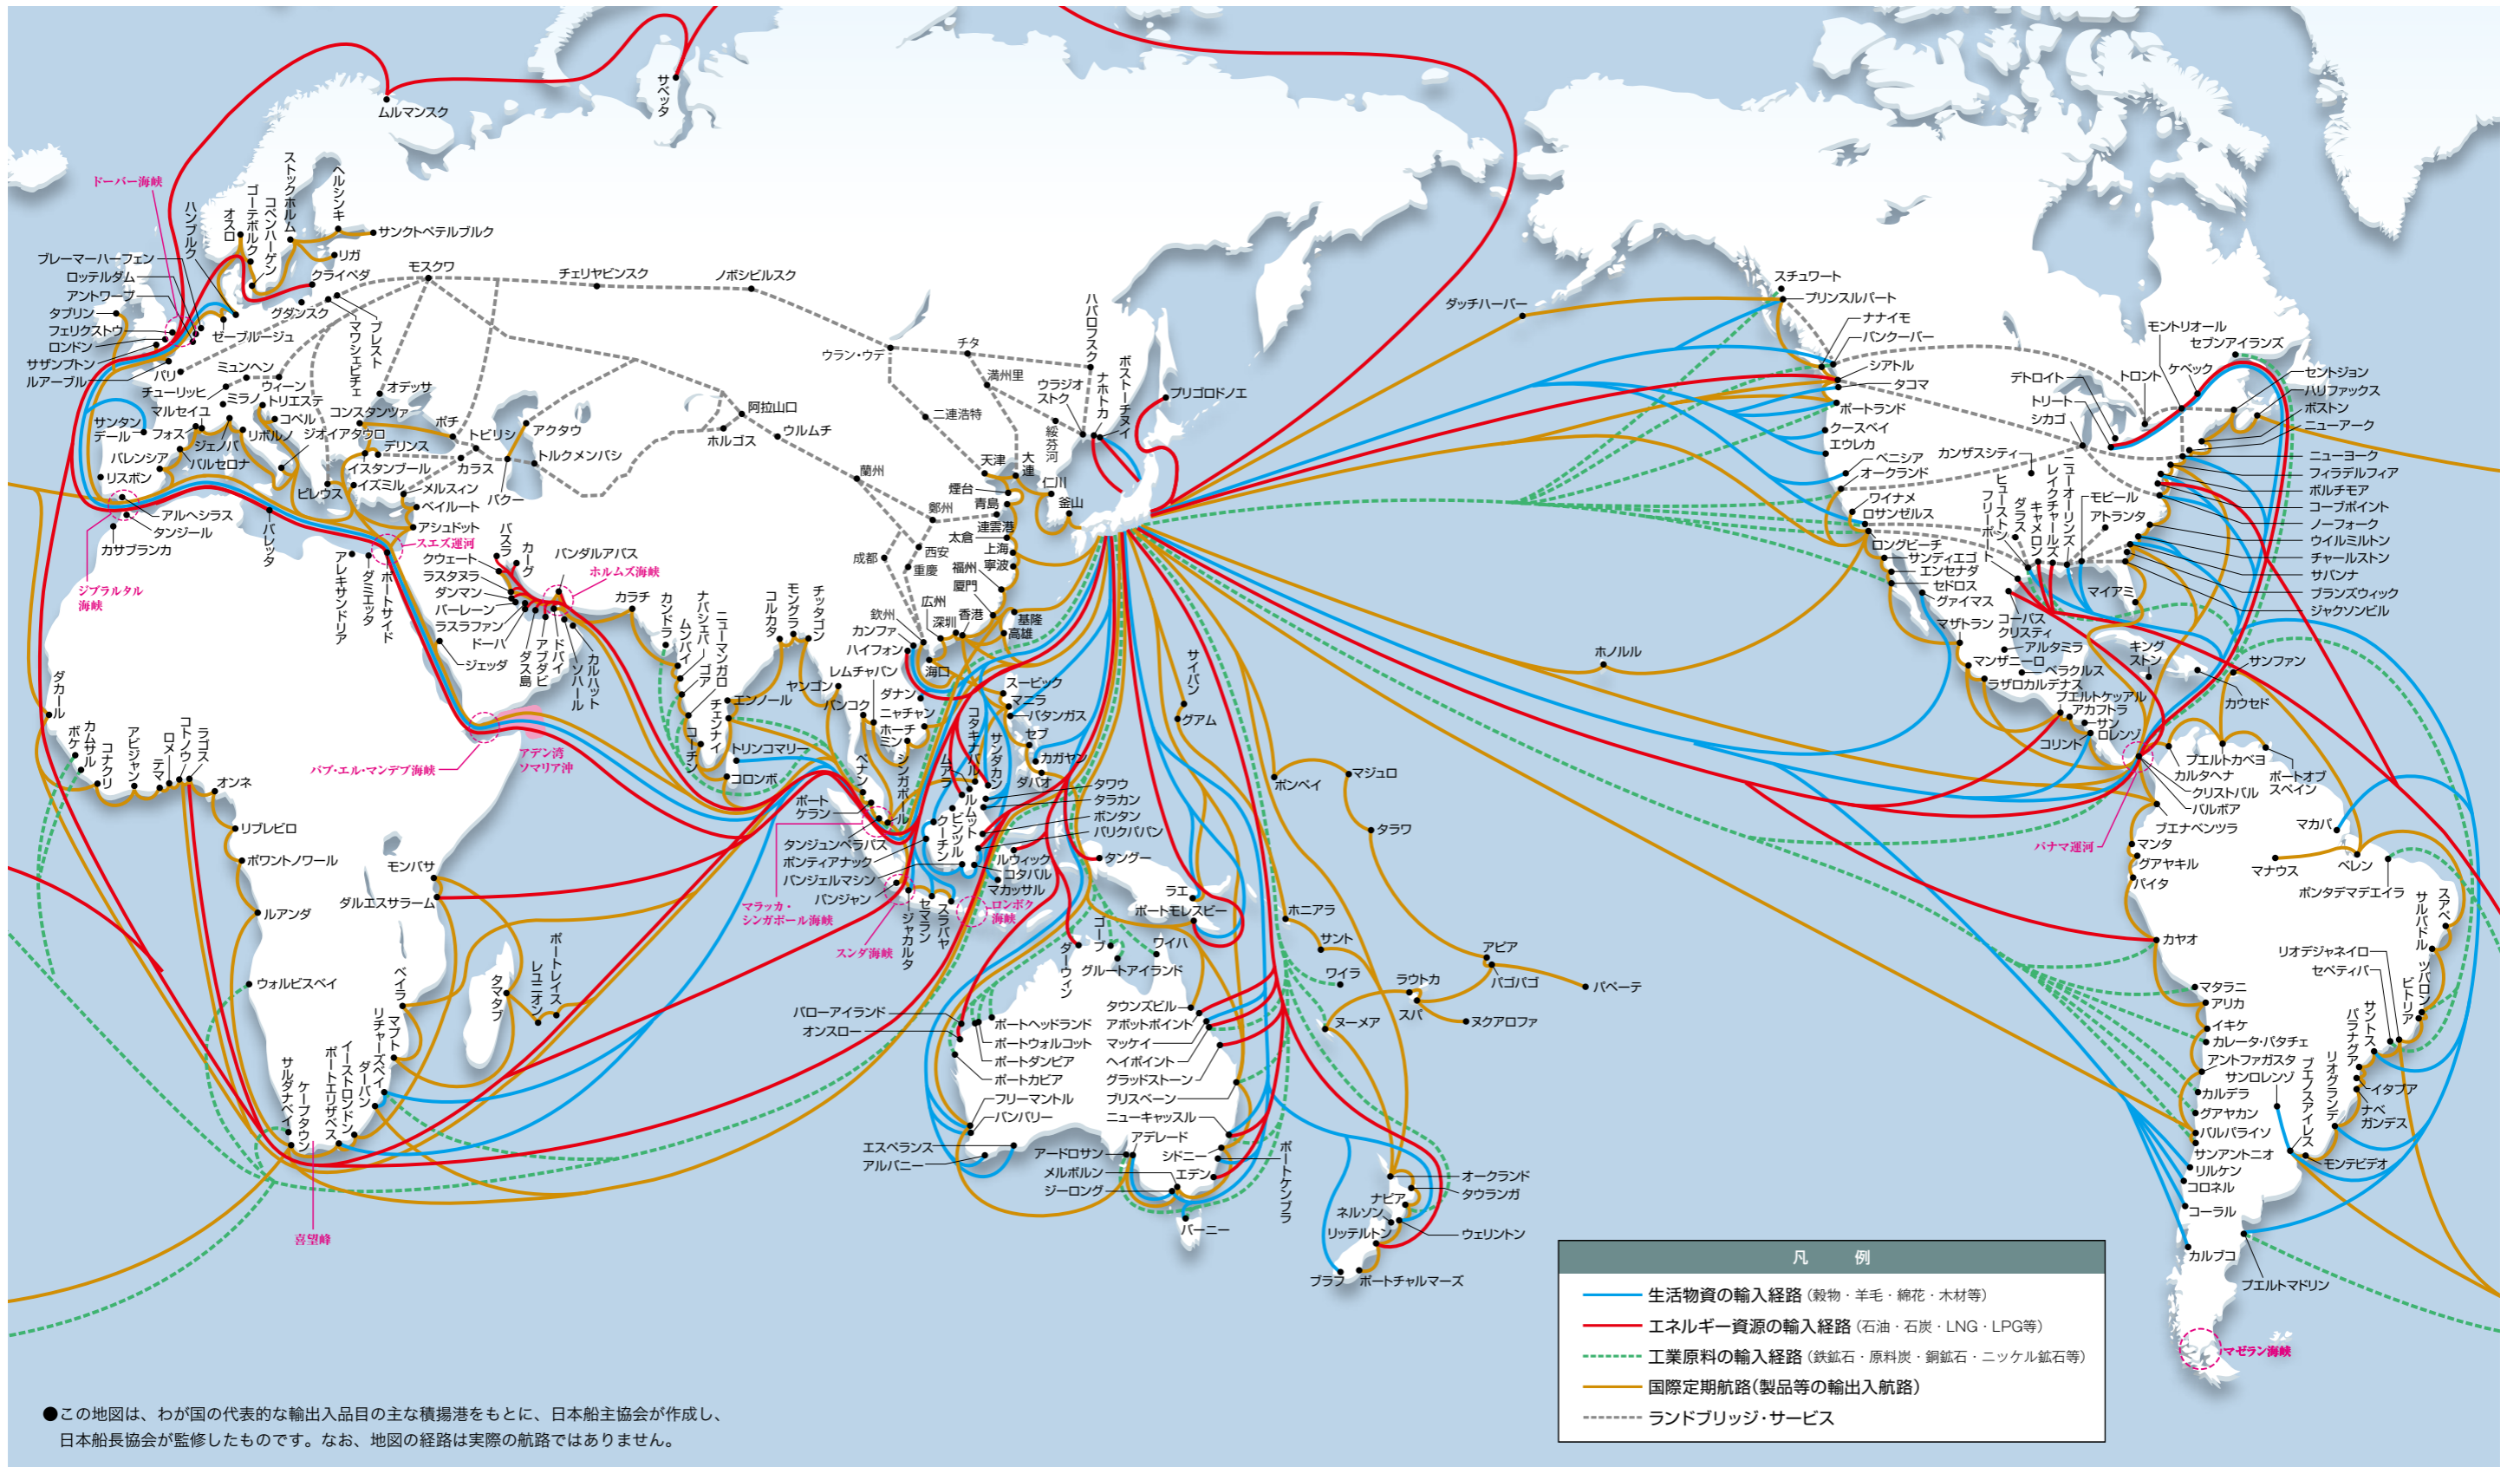 ムルマンスク
サベッタ
ドーバー海峡
ハンブルク
オスロ
ゴーテボルク
コペンハーゲン
ストックホルム
ヘルシンキ
サンクトペテルブルク
リガ
クライペダ
ブレーマーハーフェン
ロッテルダム
アントワープ
ダブリン
フェリクストウ
ロンドン
サザンプトン
ルアーブル
パリ
ゼーブルージュ
グダンスク
マワシェビチェ
ブレスト
モスクワ
チェリヤビンスク
ノボシビルスク
ウラン・ウデ
チタ
満州里
ハバロフスク
ウラジオ
ストク
ナホトカ
ボストーチヌイ
プリゴロドノエ
綏芬河
二連浩特
ミュンヘン
チューリッヒ
ウィーン
ミラノ
トリエステ
コペル
マルセイユ
フォス
ジェノバ
リボルノ
バルセロナ
バレンシア
サンタン
デール
リスボン
アルヘシラス
タンジール
カサブランカ
ジブラルタル
海峡
バレッタ
ジオイアタウロ
コンスタンツァ
オデッサ
ポチ
デリンス
トビリシ
イスタンブール
カラス
イズミル
ピレウス
メルスィン
ベイルート
アシュドット
スエズ運河
バクー
アクタウ
トルクメンバシ
阿拉山口
ホルゴス
ウルムチ
蘭州
鄭州
西安
成都
重慶
天津
大連
煙台
仁川
釜山
青島
連雲港
太倉
上海
寧波
福州
厦門
広州
香港
深圳
基隆
高雄
欽州
カンファ
ハイフォン
海口
アレキサンドリア
ダミエッタ
ポートサイド
ジェッダ
バスラ
カーグ
クウェート
ラスタヌラ
ダンマン
バーレーン
ラスラファン
ドーハ
ダス島
アブダビ
ドバイ
ソハール
カルハット
バンダルアバス
ホルムズ海峡
カラチ
カンドラ
ムンバイ
ナバシェバ
ゴア
ニューマンガロ
コーチン
チェンナイ
エンノール
コルカタ
モングラ
チッタゴン
トリンコマリー
コロンボ
バブ・エル・マンデブ海峡
アデン湾
ソマリア沖
ヤンゴン
バンコク
レムチャバン
ダナン
ニャチャン
ホーチミン
ペナン
ポート
ケラン
シンガポール
タンジュンペラパス
ポンティアナック
バンジェルマシン
パンジャン
マラッカ・
シンガポール海峡
スンダ海峡
ロンボク
海峡
ジャカルタ
セマラン
スラバヤ
マカッサル
コタバル
ルウィック
クーチン
ビンツル
ルムット
ムアラ
コタキナバル
サンダカン
タワウ
タラカン
ボンタン
バリクパパン
スービック
マニラ
バタンガス
セブ
カガヤン
ダバオ
サイパン
グアム
タングー
ラエ
ポートモレスビー
ポンペイ
マジュロ
タラワ
ホニアラ
サント
ワイラ
ヌーメア
ラウトカ
スバ
アピア
パゴパゴ
パペーテ
ヌクアロファ
ダーウィン
ゴーブ
グルートアイランド
ワイハ
バローアイランド
オンスロー
ポートヘッドランド
ポートウォルコット
ポートダンピア
ポートカビア
フリーマントル
バンバリー
エスペランス
アルバニー
タウンズビル
アボットポイント
マッケイ
ヘイポイント
グラッドストーン
ブリスベーン
ニューキャッスル
シドニー
ポートケンブラ
エデン
アデレード
アードロサン
メルボルン
ジーロング
バーニー
オークランド
タウランガ
ナピア
ネルソン
ウェリントン
リッテルトン
ブラフ
ポートチャルマーズ
ダカール
カムサル
ボケ
コナクリ
アビジャン
テマ
ロメ
コトノウ
ラゴス
オンネ
リブレビロ
ポワントノワール
ルアンダ
ウォルビスベイ
サルダナベイ
ケープタウン
喜望峰
ポートエリザベス
イーストロンドン
ダーバン
リチャーズベイ
マプト
ベイラ
モンバサ
ダルエスサラーム
タマタブ
レユニオン
ポートレイス
ダッチハーバー
ホノルル
スチュワート
プリンスルパート
ナナイモ
バンクーバー
シアトル
タコマ
ポートランド
クースベイ
エウレカ
ベニシア
オークランド
ワイナメ
ロサンゼルス
ロングビーチ
サンディエゴ
エンセナダ
セドロス
グァイマス
マザトラン
マンザニーロ
ラザロカルデナス
プエルトケッアル
アカフトラ
サン
ロレンゾ
コリント
カンザスシティ
フリーポート
ヒューストン
ダラス
キャメロン
レイクチャールズ
ニューオーリンズ
モビール
アトランタ
マイアミ
コーパス
クリスティ
アルタミラ
ベラクルス
シカゴ
トリート
デトロイト
トロント
モントリオール
ケベック
セブンアイランズ
セントジョン
ハリファックス
ボストン
ニューアーク
ニューヨーク
フィラデルフィア
ボルチモア
コーブポイント
ノーフォーク
ウイルミルトン
チャールストン
サバンナ
ブランズウィック
ジャクソンビル
キング
ストン
サンファン
カウセド
プエルトカベヨ
カルタヘナ
クリストバル
バルボア
ポートオブ
スペイン
パナマ運河
ブエナベンツラ
マンタ
グアヤキル
パイタ
カヤオ
マタラニ
アリカ
イキケ
カレータ・パタチェ
アントファガスタ
カルデラ
グアヤカン
バルパライソ
サンアントニオ
リルケン
コロネル
コーラル
カルブコ
マカパ
マナウス
ベレン
ポンタデマデエイラ
スアペ
サルバドル
ツバロン
ビトリア
リオデジャネイロ
セペティバ
サントス
パラナグア
イタブア
ナベ
ガンデス
リオグランデ
サンロレンゾ
ブエノスアイレス
モンテビデオ
プエルトマドリン
マゼラン海峡
凡 例
生活物資の輸入経路（穀物・羊毛・綿花・木材等）
エネルギー資源の輸入経路（石油・石炭・LNG・LPG等）
工業原料の輸入経路（鉄鉱石・原料炭・銅鉱石・ニッケル鉱石等）
国際定期航路（製品等の輸出入航路）
ランドブリッジ・サービス
●この地図は、わが国の代表的な輸出入品目の主な積揚港をもとに、日本船主協会が作成し、
日本船長協会が監修したものです。なお、地図の経路は実際の航路ではありません。